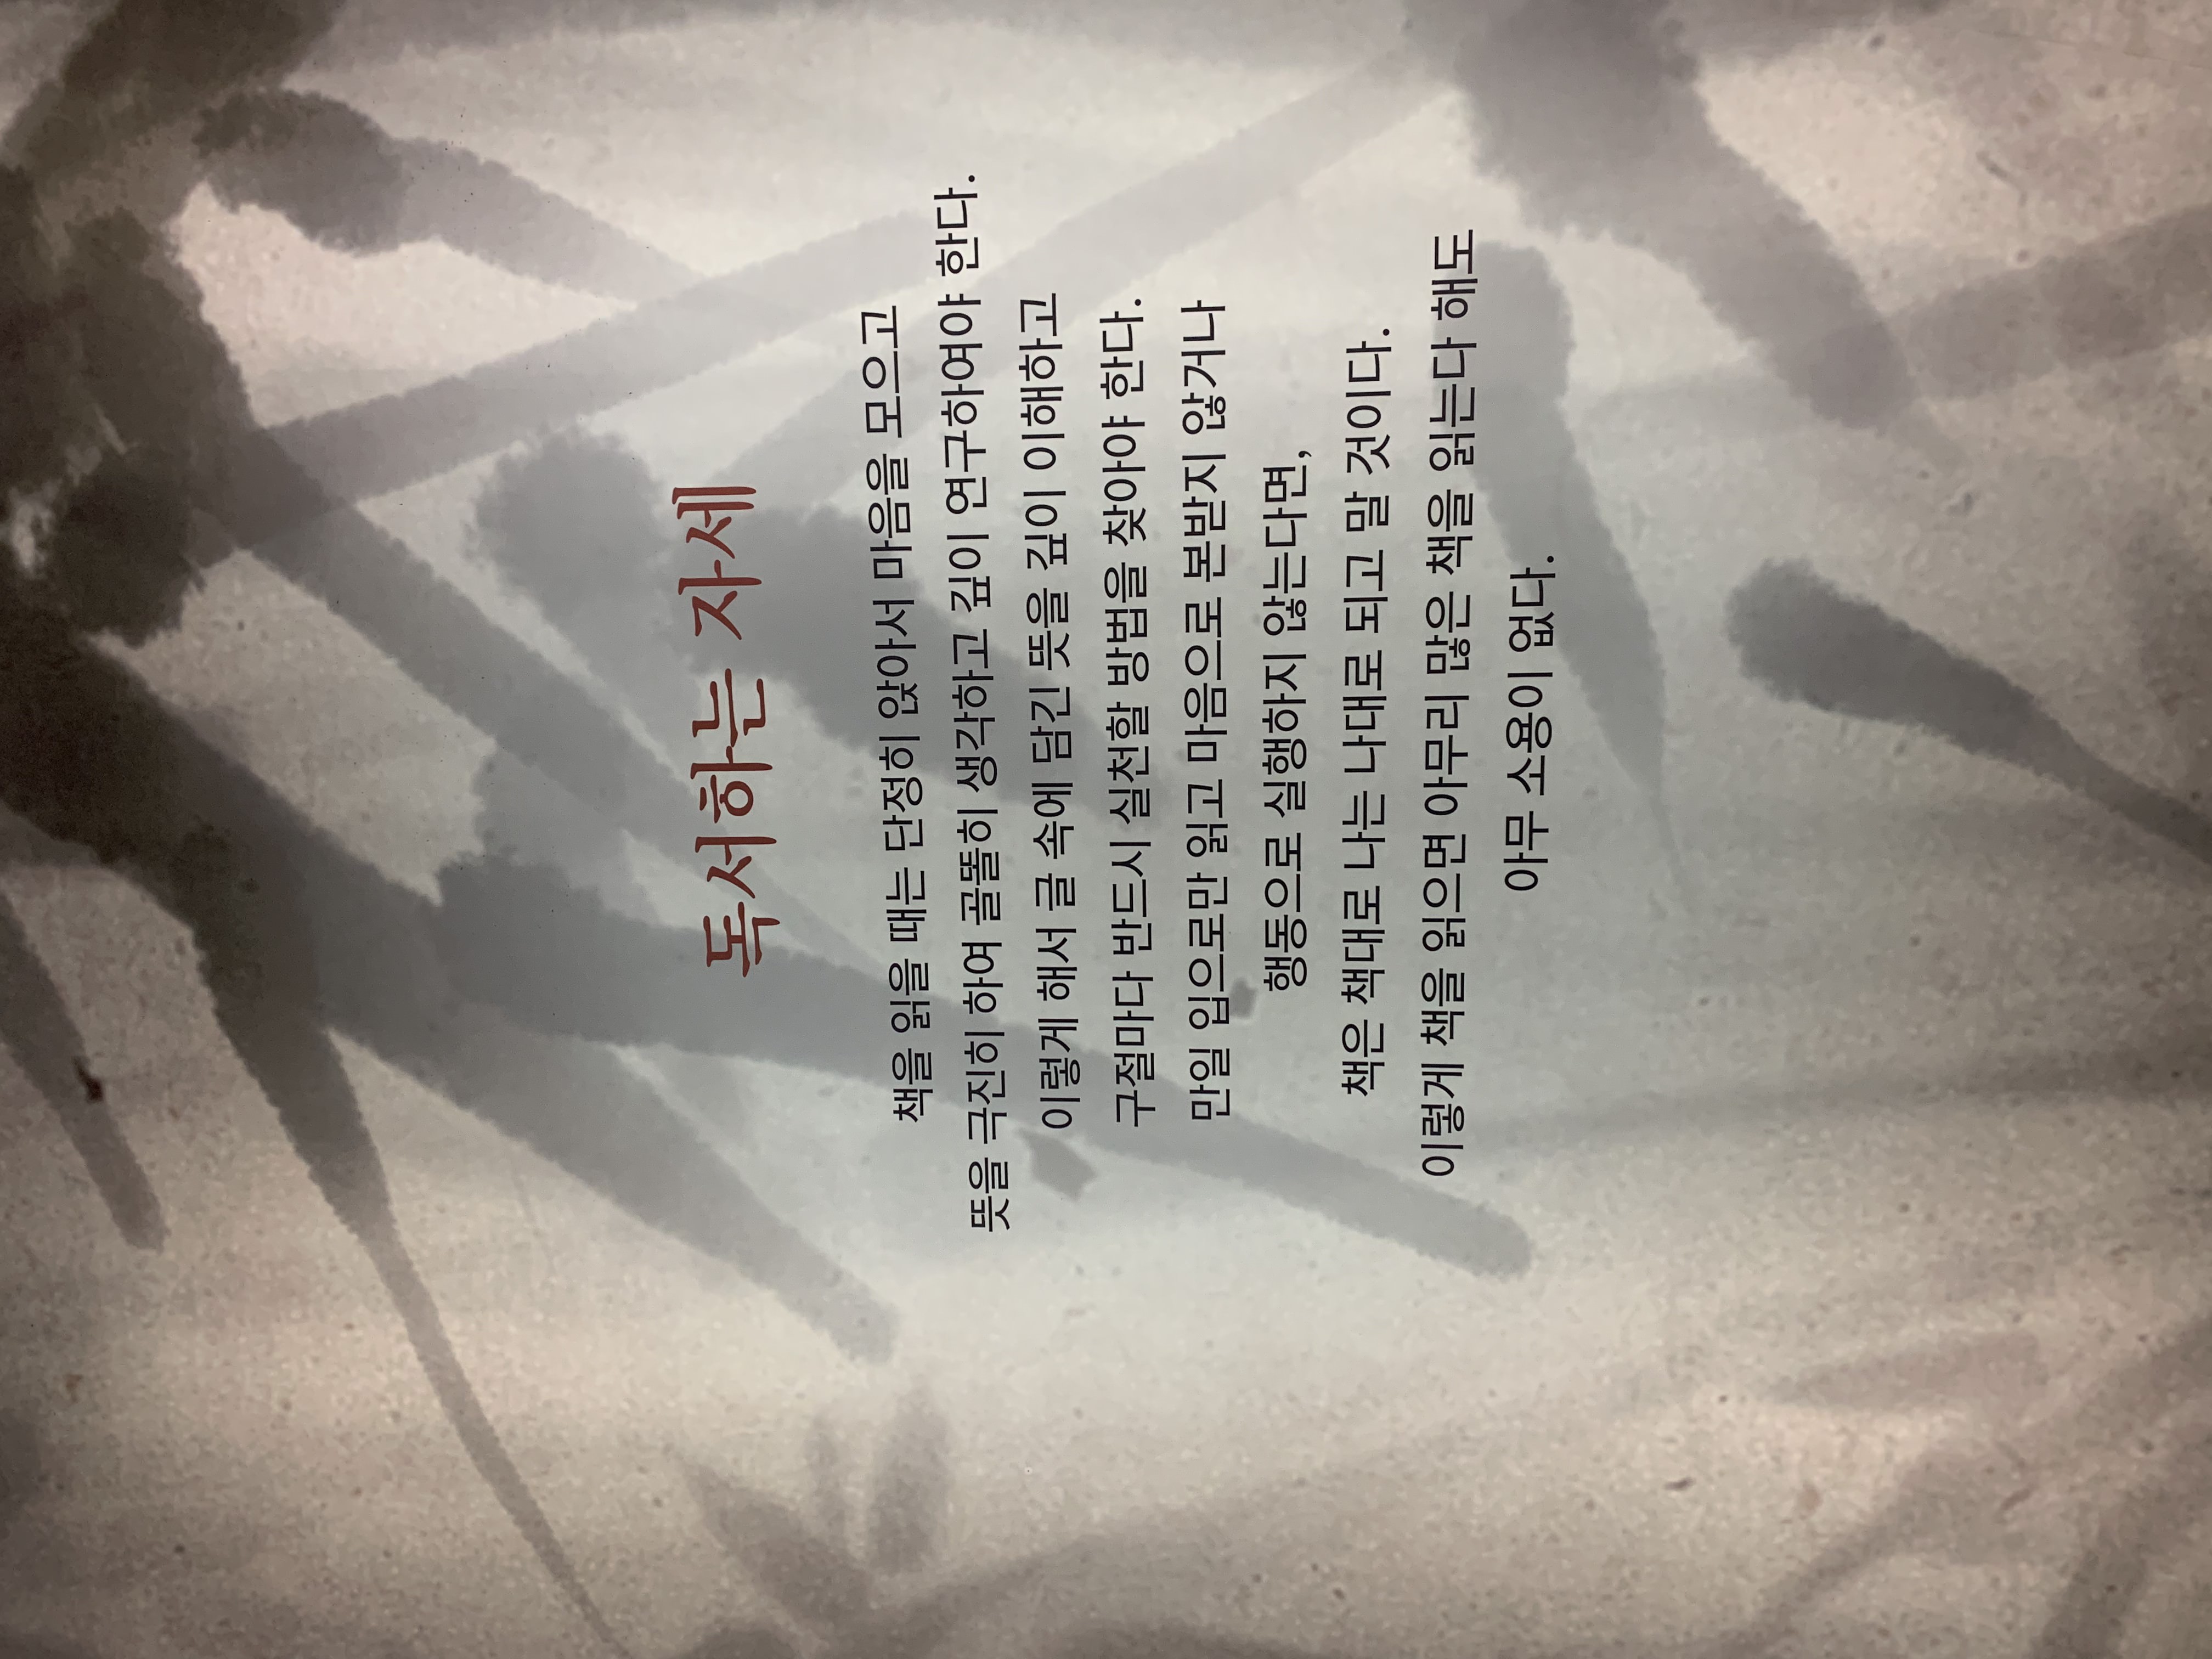 독서하는 자세
책을 읽을 때는 단정히 앉아서 마음을 모으고
뜻을 극진히 하여 골똘히 생각하고 깊이 연구하여야 한다.
이렇게 해서 글 속에 담긴 뜻을 깊이 이해하고
구절마다 반드시 실천할 방법을 찾아야 한다.
만일 입으로만 읽고 마음으로 본받지 않거나
행동으로 실행하지 않는다면,
책은 책대로 나는 나대로 되고 말 것이다.
이렇게 책을 읽으면 아무리 많은 책을 읽는다 해도
아무 소용이 없다.